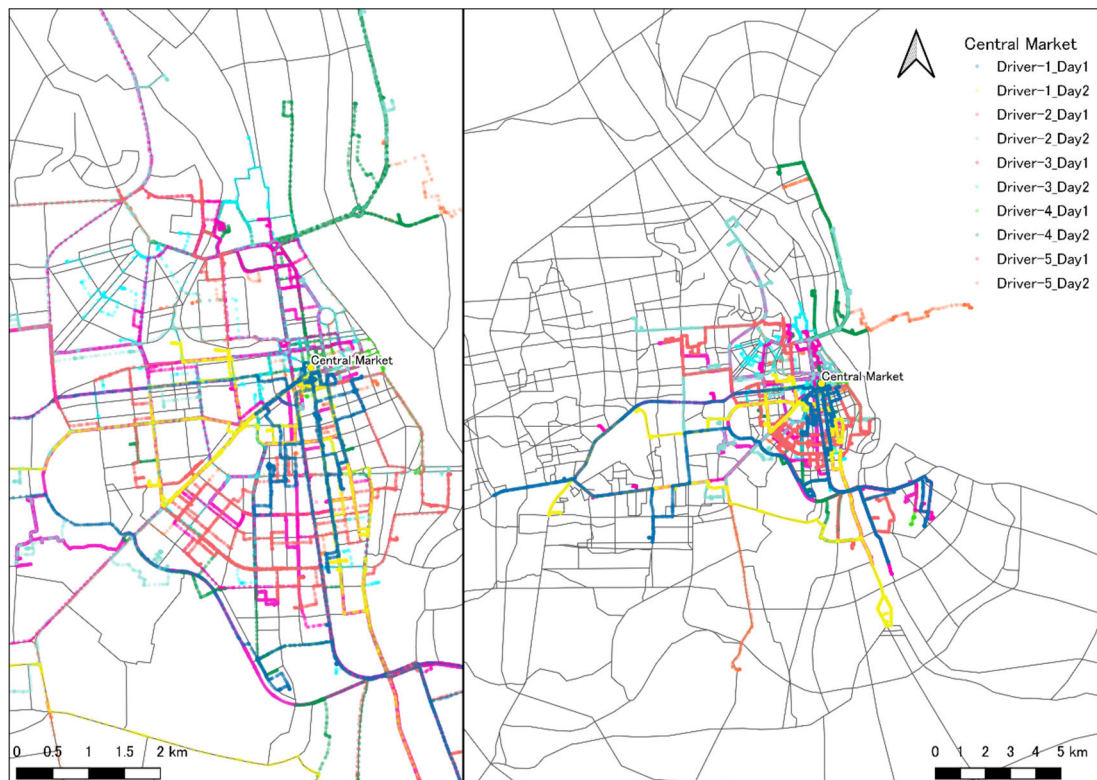 Central Market
0 0.5 1 1.5 2 km
Central Market
Driver-1_Day1
Driver-1_Day2
Driver-2_Day1
Driver-2_Day2
Driver-3_Day1
Driver-3_Day2
Driver-4_Day1
Driver-4_Day2
Driver-5_Day1
Driver-5_Day2
Central Market
0 1 2 3 4 5 km